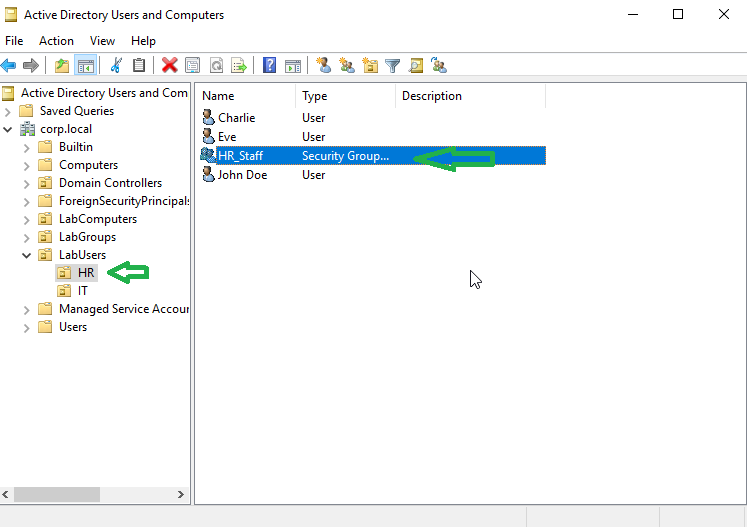 Active Directory Users and Computers
File Action View Help
Active Directory Users and Com
Saved Queries
corp.local
Builtin
Computers
Domain Controllers
ForeignSecurityPrincipals
LabComputers
LabGroups
LabUsers
HR
IT
Managed Service Accour
Users
Name Type Description
Charlie User
Eve User
HR_Staff Security Group...
John Doe User